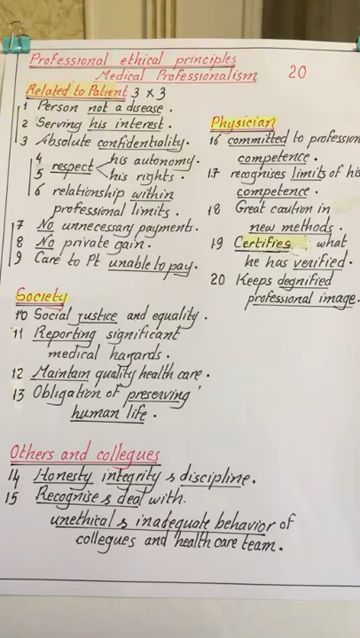 Professional ethical principles
Medical Professionalism 20
Related to Patient 3 x 3
1 Person not a disease.
2 Serving his interest.
3 Absolute confidentiality.
4 his autonomy.
5 respect < his rights.
6 relationship within
professional limits.
7 No unnecessary payments.
8 No private gain.
9 Care to Pt unable to pay.
Society
10 Social justice and equality.
11 Reporting significant
medical hazards.
12 Maintain quality health care.
13 Obligation of preserving
human life.
Physician
16 committed to profession
competence.
17 recognises limits of his
competence.
18 Great caution in
new methods.
19 Certifies what
he has verified.
20 Keeps degnified
professional image.
Others and collegues
14 Honesty integrity & discipline.
15 Recognise & deal with
unethical & inadequate behavior of
collegues and health care team.